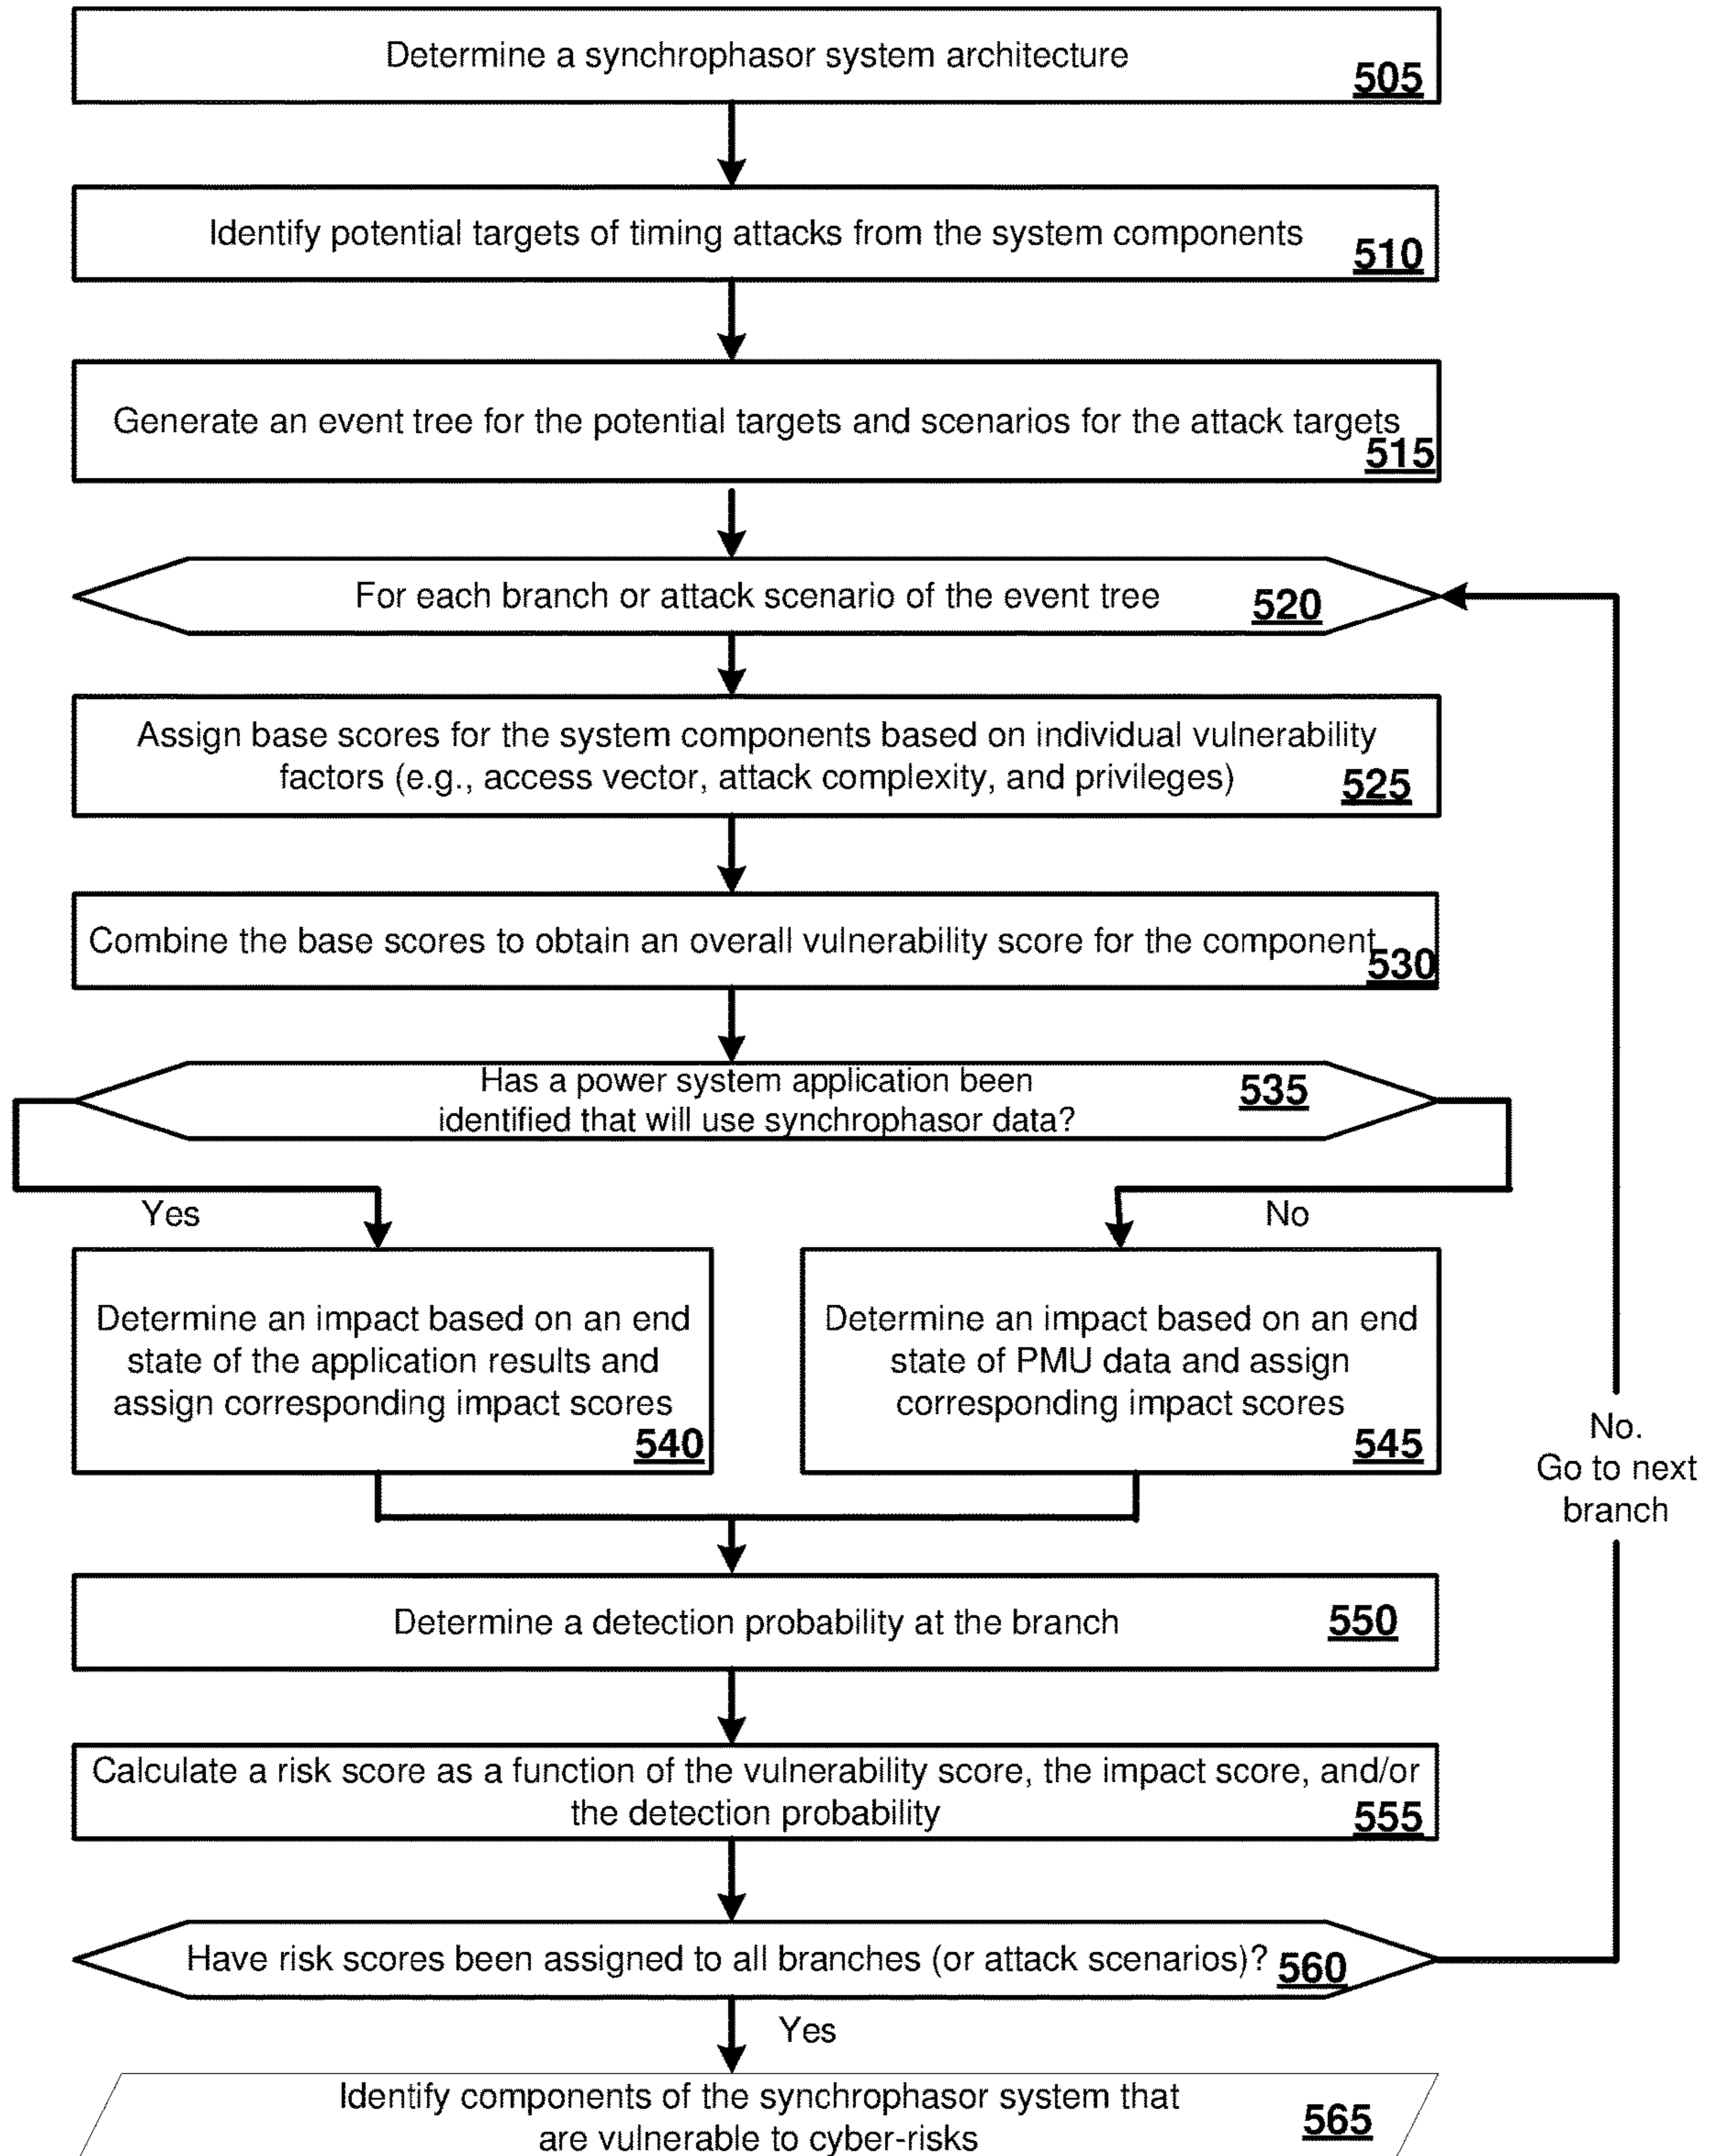 Determine a synchrophasor system architecture
505
Identify potential targets of timing attacks from the system components
510
Generate an event tree for the potential targets and scenarios for the attack targets
515
For each branch or attack scenario of the event tree
520
Assign base scores for the system components based on individual vulnerability
factors (e.g., access vector, attack complexity, and privileges)
525
Combine the base scores to obtain an overall vulnerability score for the component
530
Has a power system application been
identified that will use synchrophasor data?
535
Yes
No
Determine an impact based on an end
state of the application results and
assign corresponding impact scores
540
Determine an impact based on an end
state of PMU data and assign
corresponding impact scores
545
No.
Go to next
branch
Determine a detection probability at the branch
550
Calculate a risk score as a function of the vulnerability score, the impact score, and/or
the detection probability
555
Have risk scores been assigned to all branches (or attack scenarios)?
560
Yes
Identify components of the synchrophasor system that
are vulnerable to cyber-risks
565